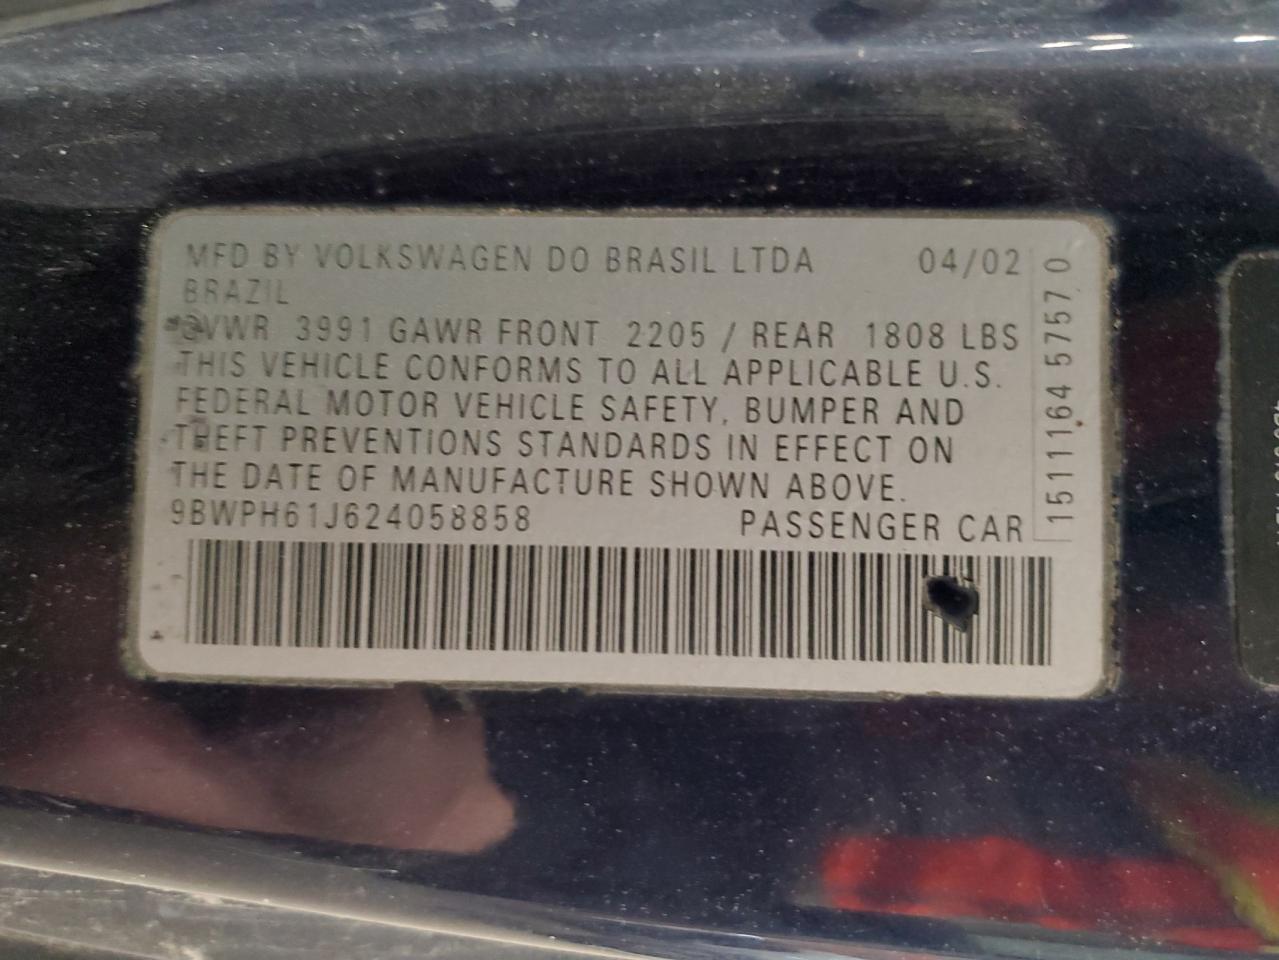 MFD BY VOLKSWAGEN DO BRASIL LTDA 04/02
BRAZIL
GVWR 3991 GAWR FRONT 2205 / REAR 1808 LBS
THIS VEHICLE CONFORMS TO ALL APPLICABLE U.S.
FEDERAL MOTOR VEHICLE SAFETY, BUMPER AND
THEFT PREVENTIONS STANDARDS IN EFFECT ON
THE DATE OF MANUFACTURE SHOWN ABOVE.
9BWPH61J624058858 PASSENGER CAR
1511164 5757 0